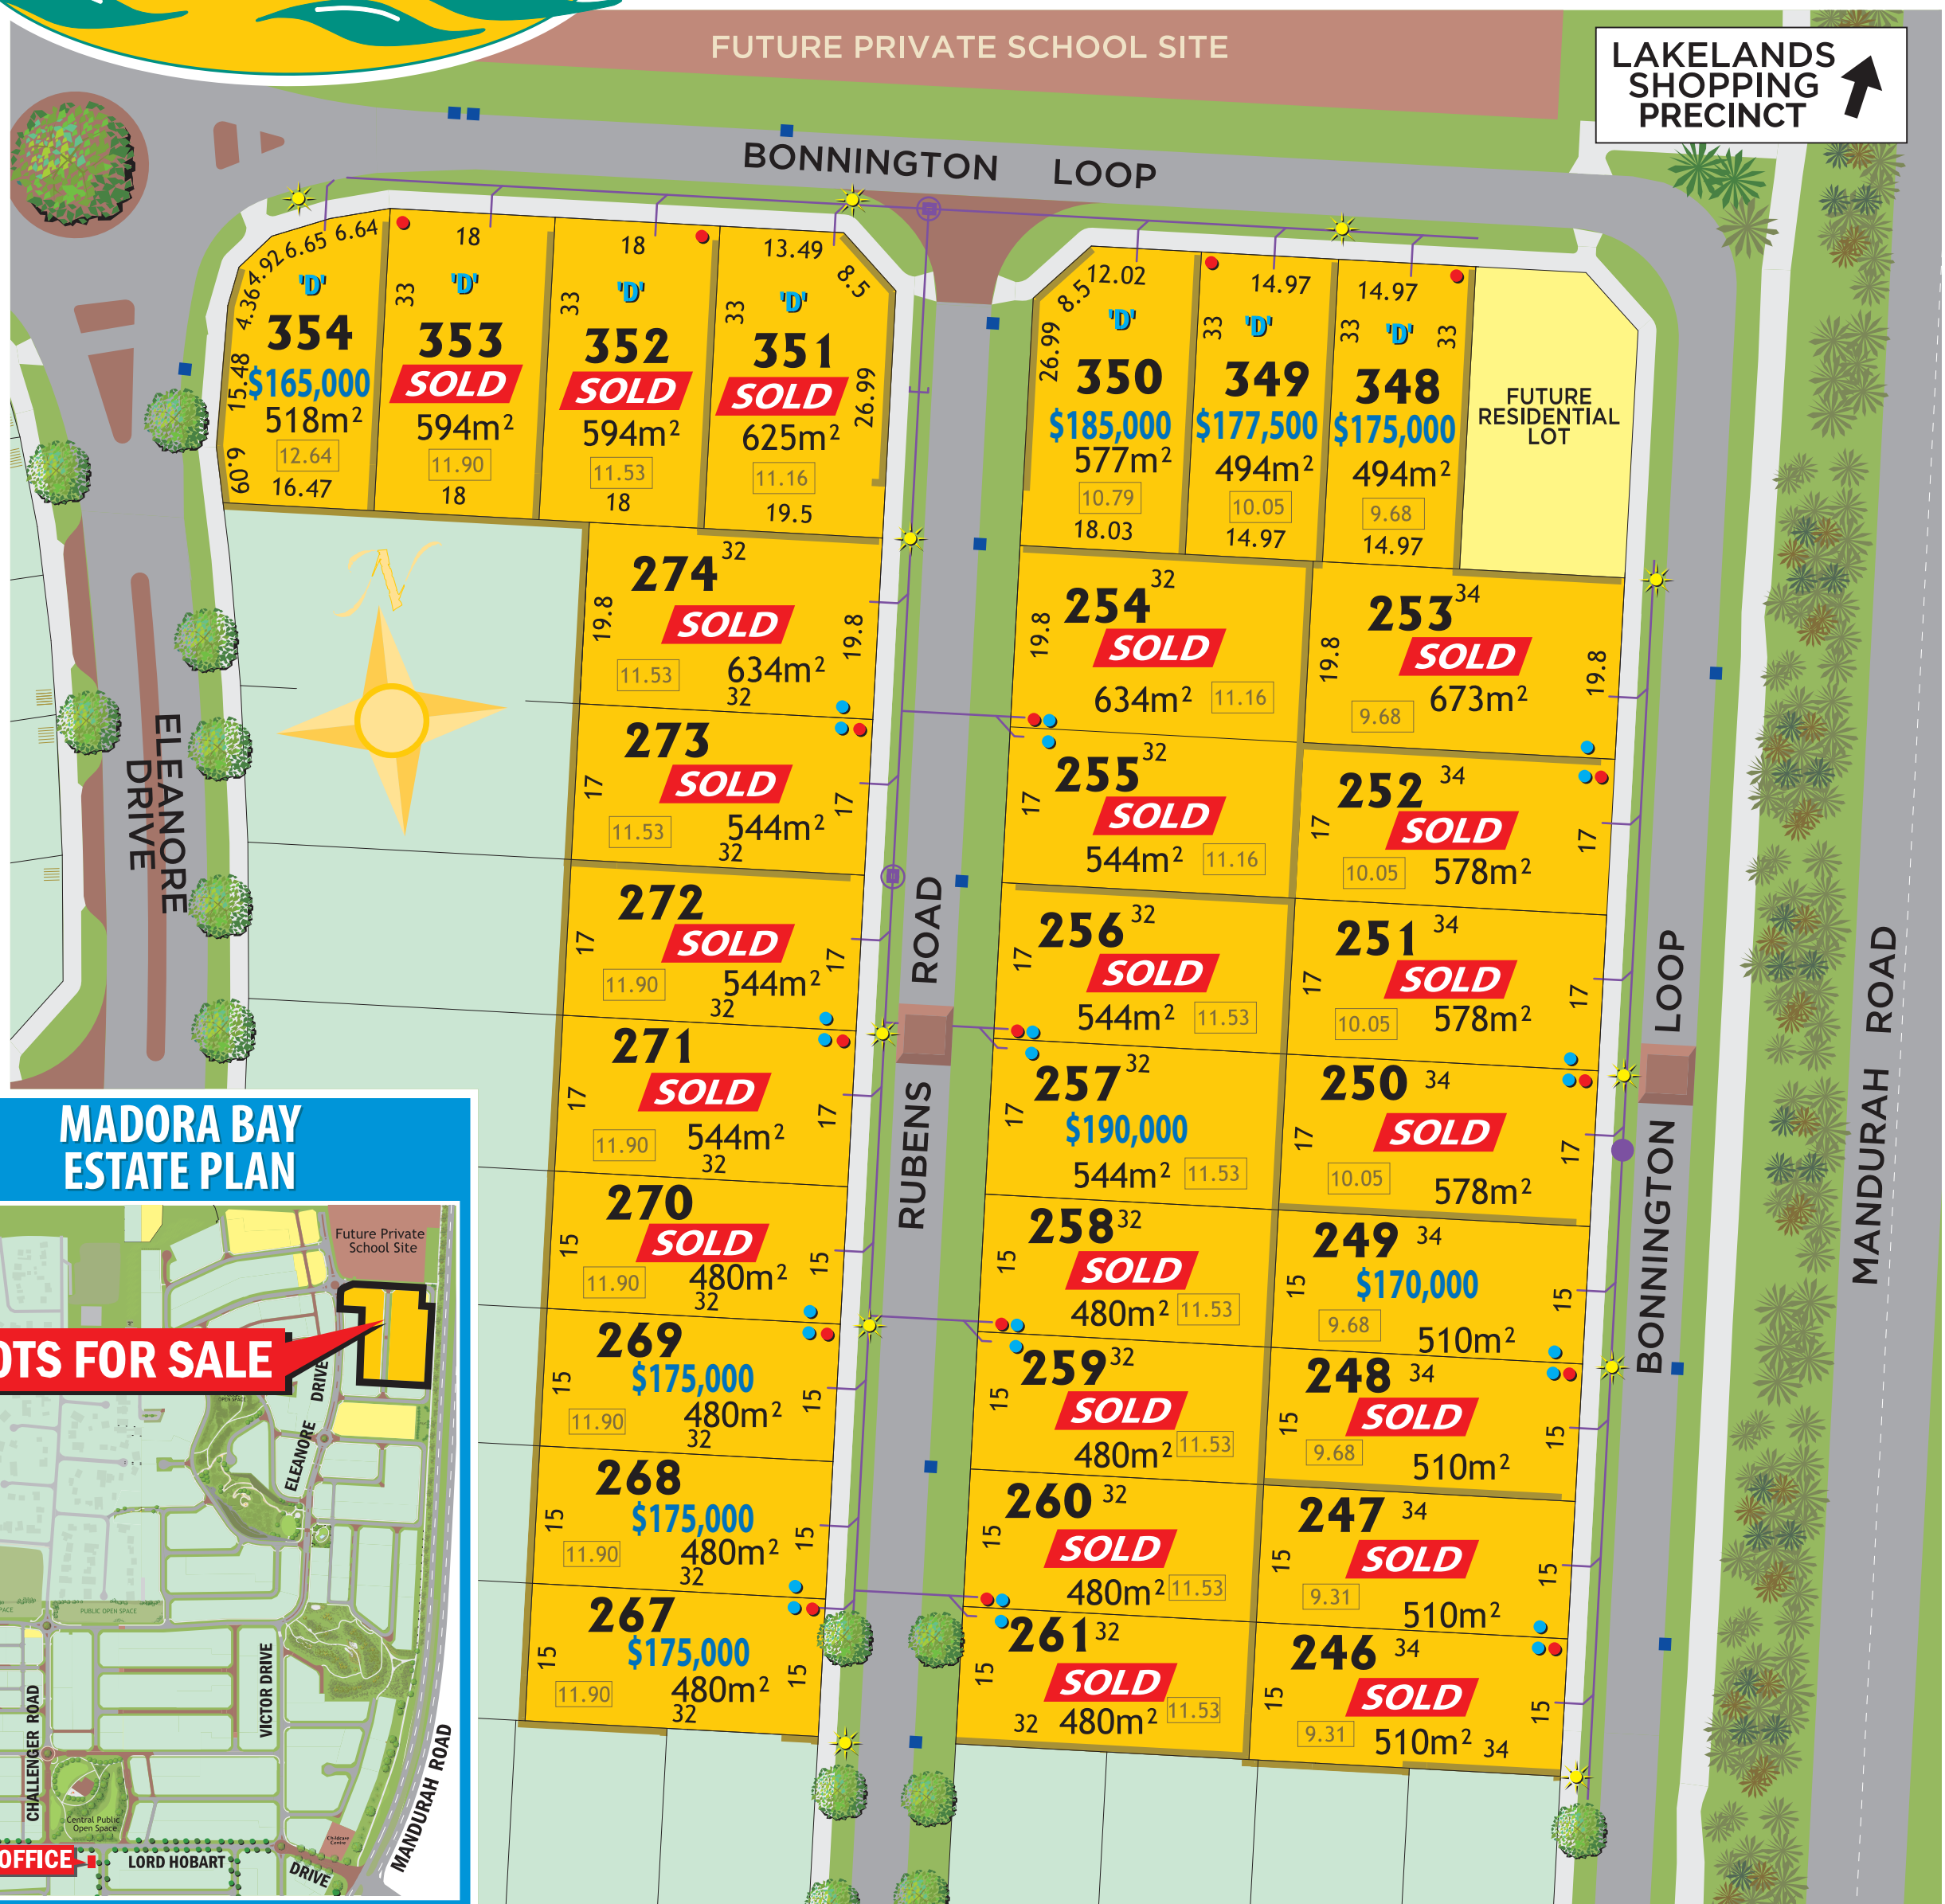 FUTURE PRIVATE SCHOOL SITE
LAKELANDS
SHOPPING
PRECINCT
BONNINGTON LOOP
4.36
4.92
6.65
6.64
'D'
354
$165,000
518m²
12.64
16.47
15.48
6.09
18
33
'D'
353
SOLD
594m²
11.90
18
18
33
'D'
352
SOLD
594m²
11.53
18
13.49
8.5
33
'D'
351
SOLD
625m²
26.99
11.16
19.5
8.5
12.02
26.99
'D'
350
$185,000
577m²
10.79
18.03
14.97
33
'D'
349
$177,500
494m²
10.05
14.97
14.97
33
33
'D'
348
$175,000
494m²
9.68
14.97
FUTURE
RESIDENTIAL
LOT
N
274 32
SOLD
19.8
19.8
11.53 634m²
32
273
SOLD
17
17
11.53 544m²
32
272
SOLD
17
17
11.90 544m²
32
271
SOLD
17
17
11.90 544m²
32
270
SOLD
15
15
11.90 480m²
32
269
$175,000
15
15
11.90 480m²
32
268
$175,000
15
15
11.90 480m²
32
267
$175,000
15
15
11.90 480m²
32
254 32
SOLD
19.8
634m² 11.16
255 32
SOLD
17
544m² 11.16
256 32
SOLD
17
544m² 11.53
257 32
$190,000
17
544m² 11.53
258 32
SOLD
15
480m² 11.53
259 32
SOLD
15
480m² 11.53
260 32
SOLD
15
480m² 11.53
261 32
SOLD
15
32 480m² 11.53
253 34
SOLD
19.8
19.8
9.68 673m²
252 34
SOLD
17
17
10.05 578m²
251 34
SOLD
17
17
10.05 578m²
250 34
SOLD
17
17
10.05 578m²
249 34
$170,000
15
15
9.68 510m²
248 34
SOLD
15
15
9.68 510m²
247 34
SOLD
15
15
9.31 510m²
246 34
SOLD
15
15
9.31 510m² 34
ELEANORE
DRIVE
RUBENS ROAD
BONNINGTON LOOP
MANDURAH ROAD
MADORA BAY
ESTATE PLAN
Future Private
School Site
OTS FOR SALE
ELEANORE DRIVE
PUBLIC OPEN SPACE
CHALLENGER ROAD
VICTOR DRIVE
MANDURAH ROAD
Central Public
Open Space
Childcare
Centre
OFFICE
LORD HOBART DRIVE